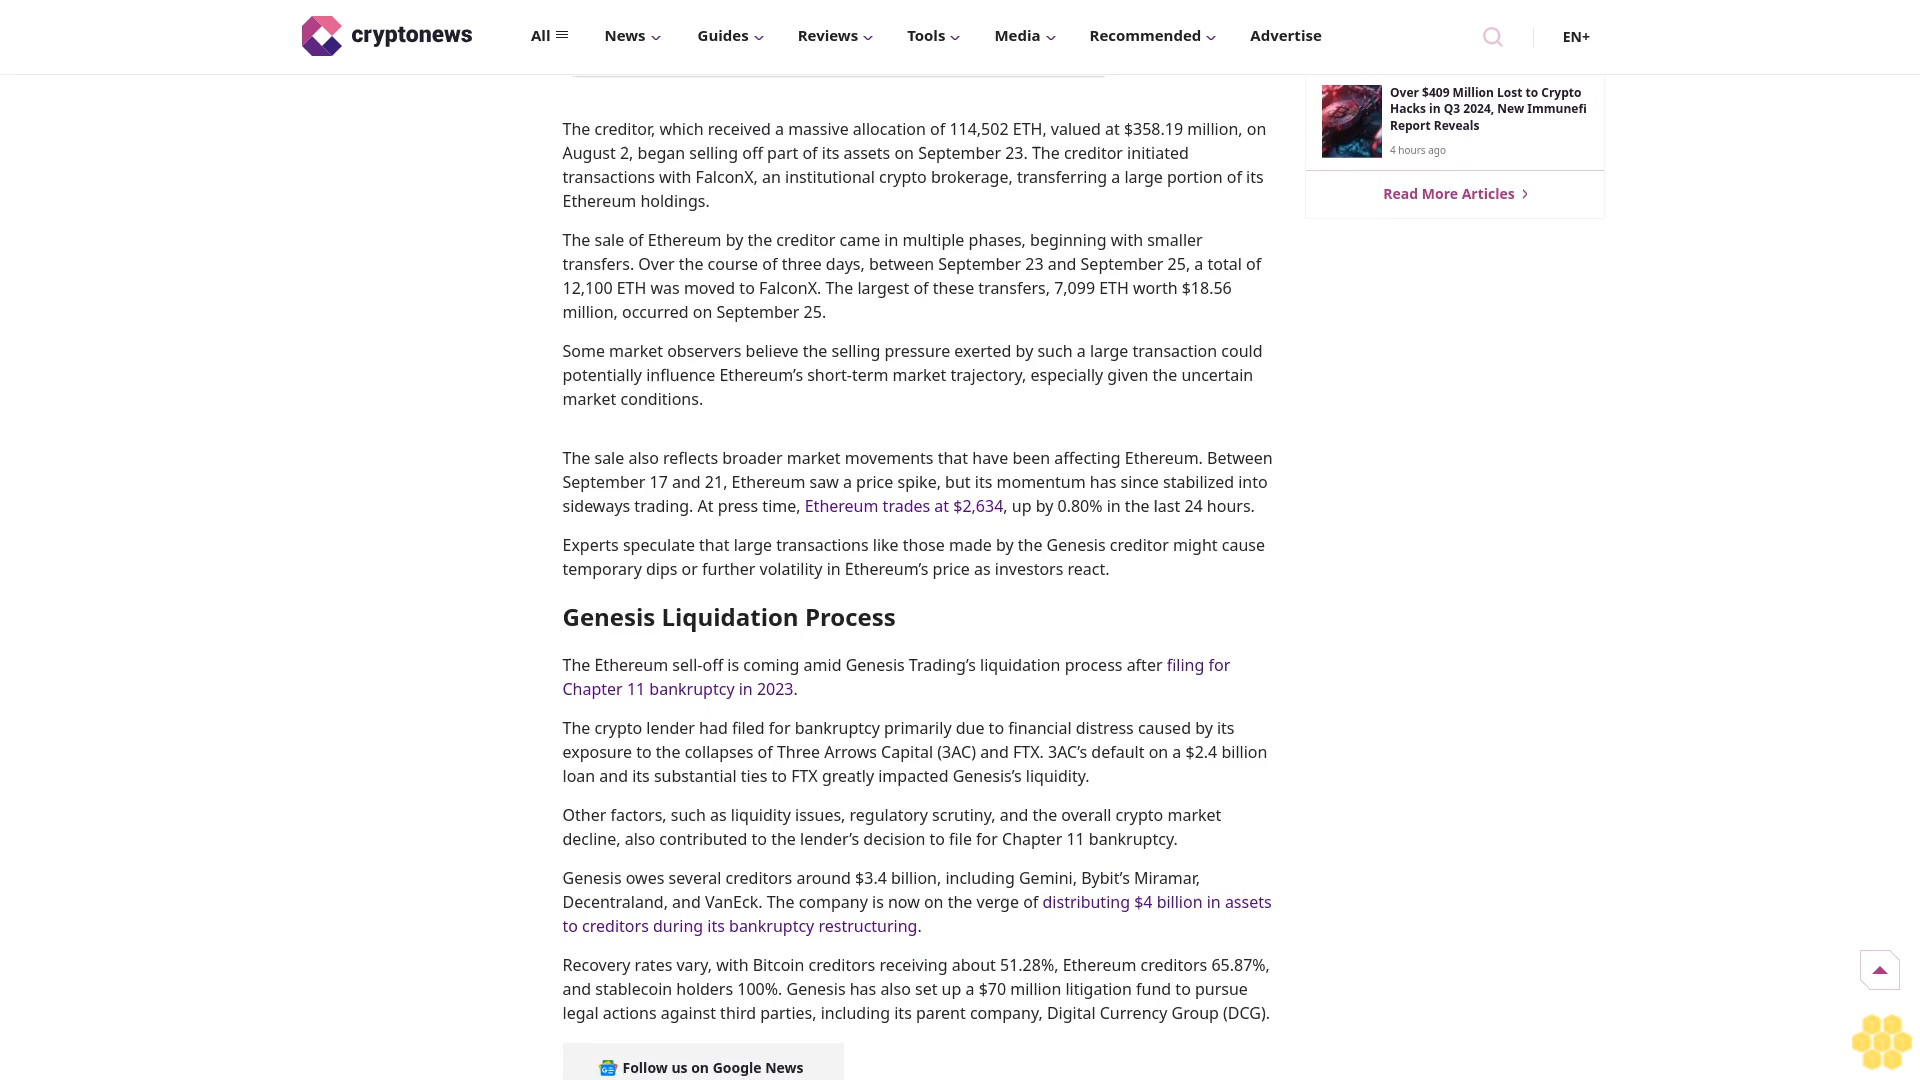 cryptonews
All
News
Guides
Reviews
Tools
Media
Recommended
Advertise
EN+
The creditor, which received a massive allocation of 114,502 ETH, valued at $358.19 million, on
August 2, began selling off part of its assets on September 23. The creditor initiated
transactions with FalconX, an institutional crypto brokerage, transferring a large portion of its
Ethereum holdings.
The sale of Ethereum by the creditor came in multiple phases, beginning with smaller
transfers. Over the course of three days, between September 23 and September 25, a total of
12,100 ETH was moved to FalconX. The largest of these transfers, 7,099 ETH worth $18.56
million, occurred on September 25.
Some market observers believe the selling pressure exerted by such a large transaction could
potentially influence Ethereum’s short-term market trajectory, especially given the uncertain
market conditions.
The sale also reflects broader market movements that have been affecting Ethereum. Between
September 17 and 21, Ethereum saw a price spike, but its momentum has since stabilized into
sideways trading. At press time, Ethereum trades at $2,634, up by 0.80% in the last 24 hours.
Experts speculate that large transactions like those made by the Genesis creditor might cause
temporary dips or further volatility in Ethereum’s price as investors react.
Genesis Liquidation Process
The Ethereum sell-off is coming amid Genesis Trading’s liquidation process after filing for
Chapter 11 bankruptcy in 2023.
The crypto lender had filed for bankruptcy primarily due to financial distress caused by its
exposure to the collapses of Three Arrows Capital (3AC) and FTX. 3AC’s default on a $2.4 billion
loan and its substantial ties to FTX greatly impacted Genesis’s liquidity.
Other factors, such as liquidity issues, regulatory scrutiny, and the overall crypto market
decline, also contributed to the lender’s decision to file for Chapter 11 bankruptcy.
Genesis owes several creditors around $3.4 billion, including Gemini, Bybit’s Miramar,
Decentraland, and VanEck. The company is now on the verge of distributing $4 billion in assets
to creditors during its bankruptcy restructuring.
Recovery rates vary, with Bitcoin creditors receiving about 51.28%, Ethereum creditors 65.87%,
and stablecoin holders 100%. Genesis has also set up a $70 million litigation fund to pursue
legal actions against third parties, including its parent company, Digital Currency Group (DCG).
Follow us on Google News
Over $409 Million Lost to Crypto
Hacks in Q3 2024, New Immunefi
Report Reveals
4 hours ago
Read More Articles